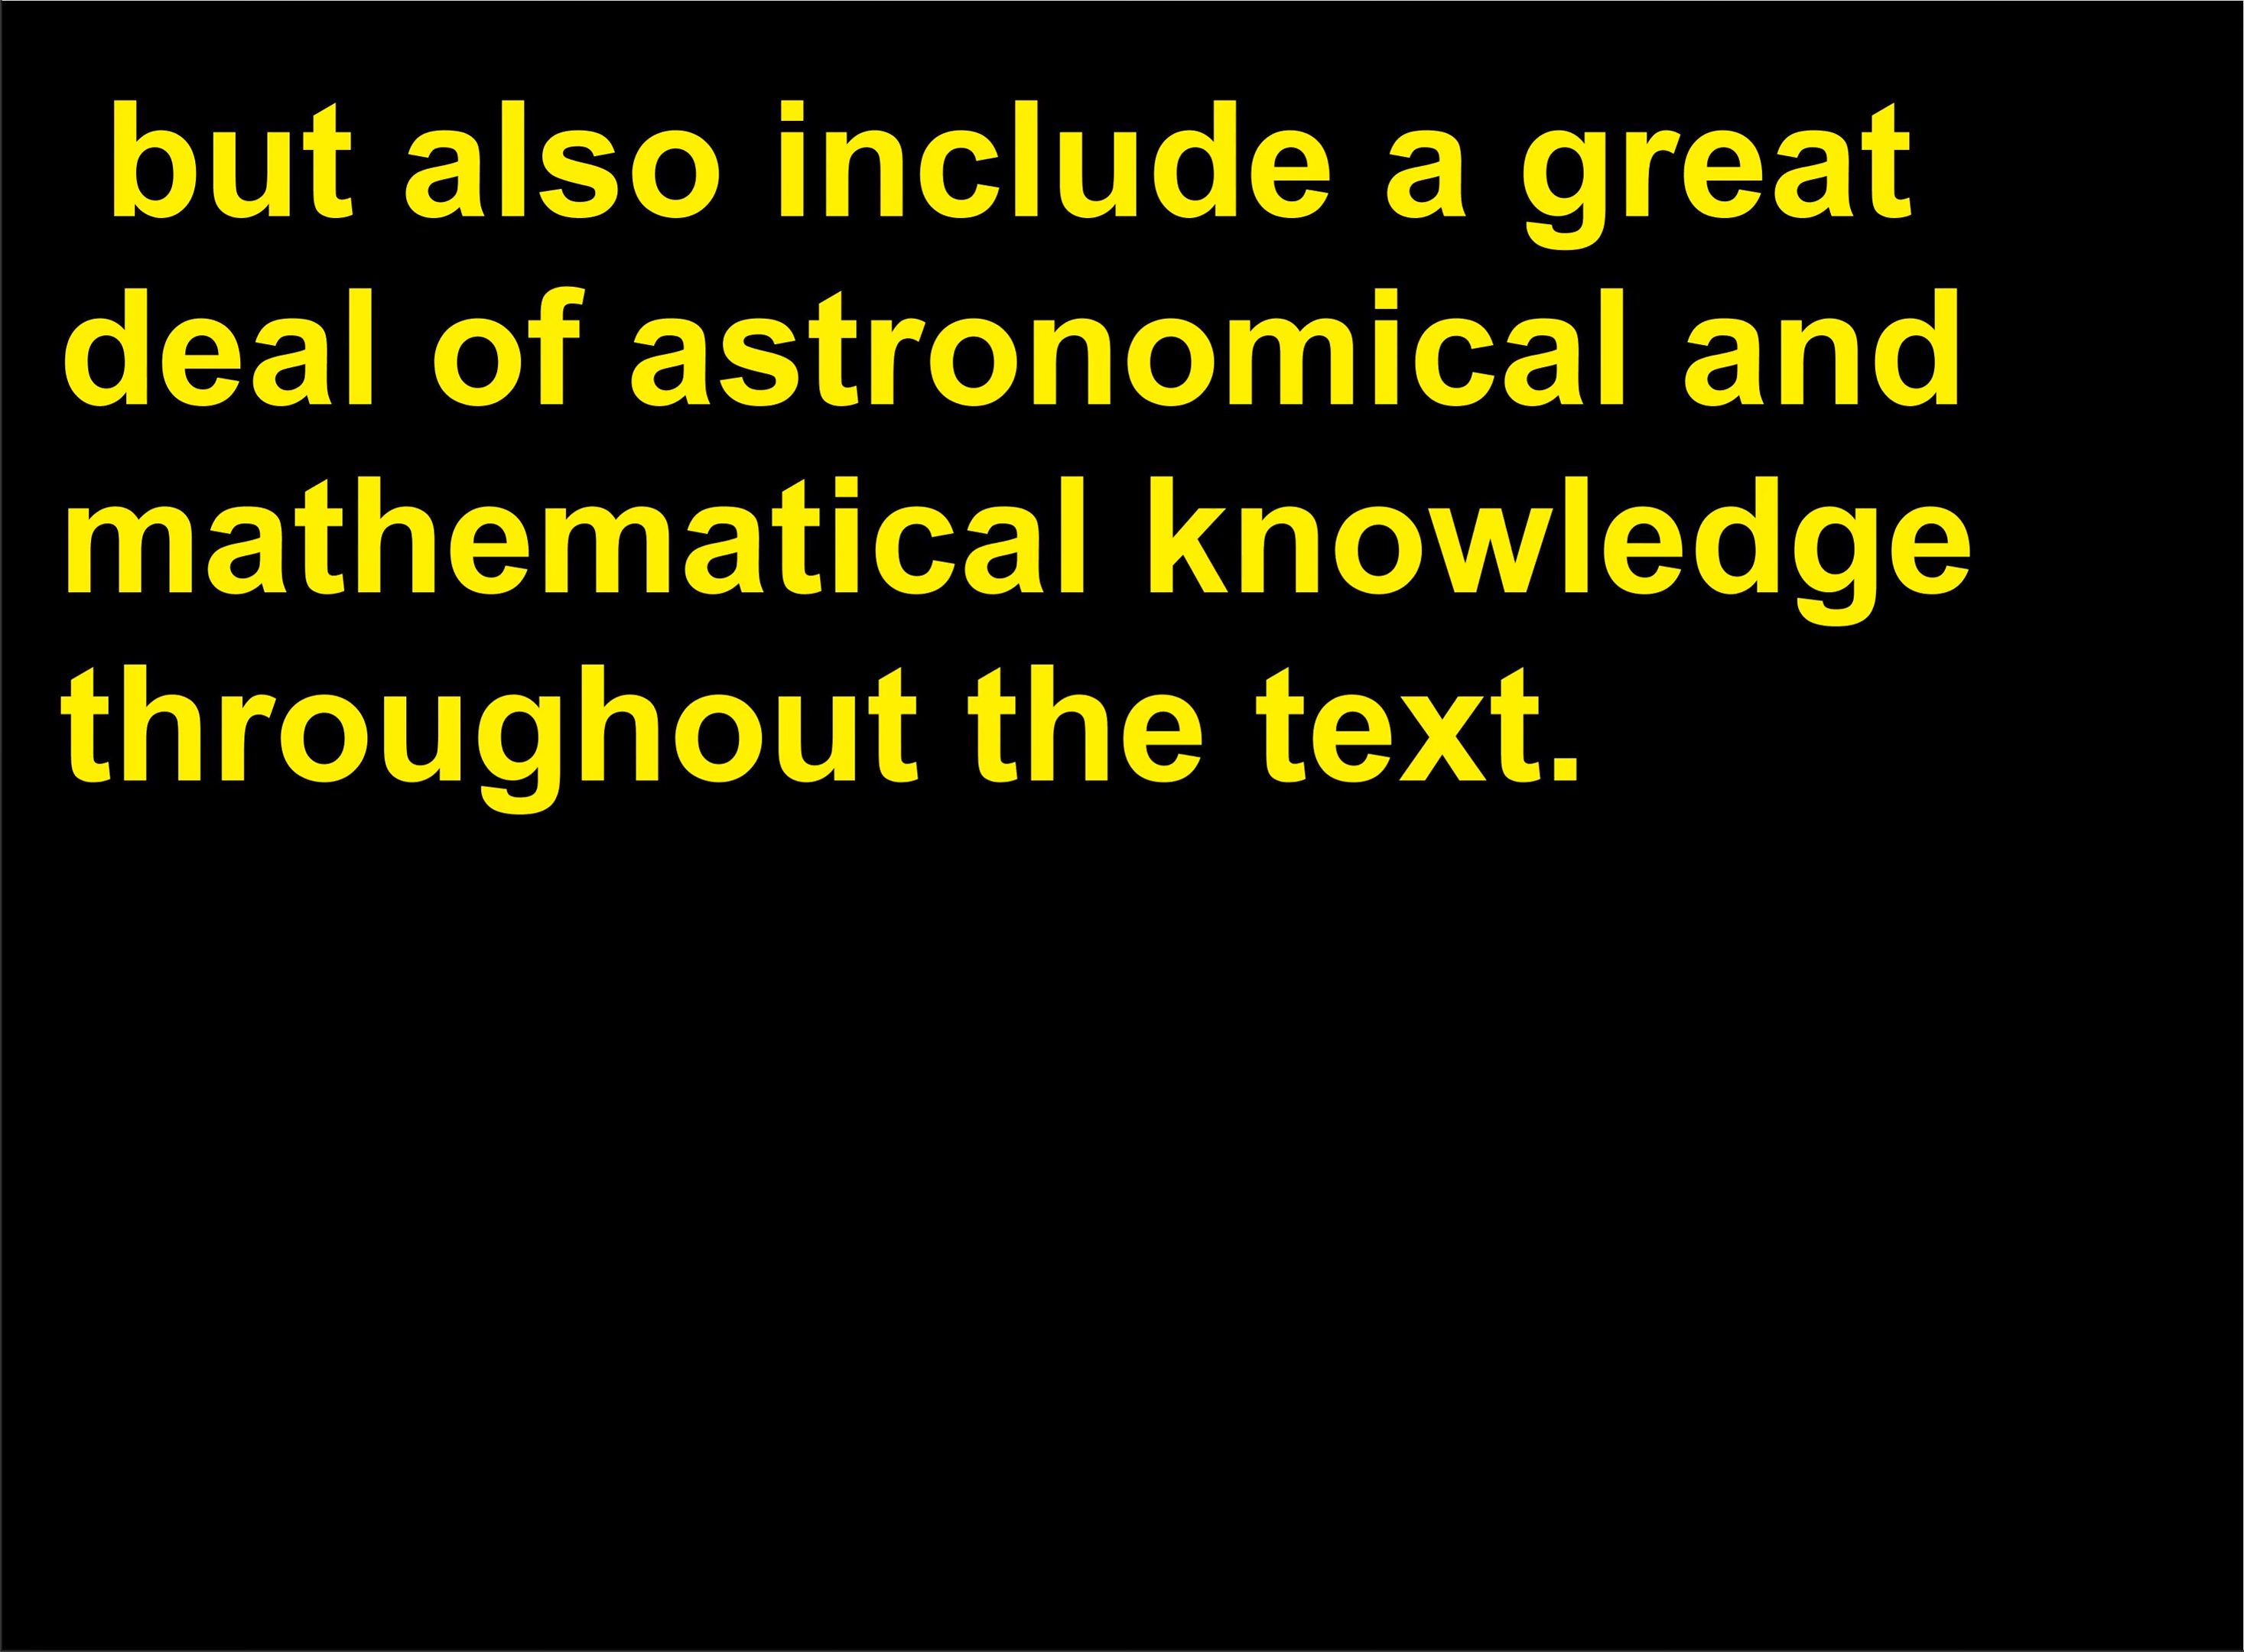 but also include a great
deal of astronomical and
mathematical knowledge
throughout the text.